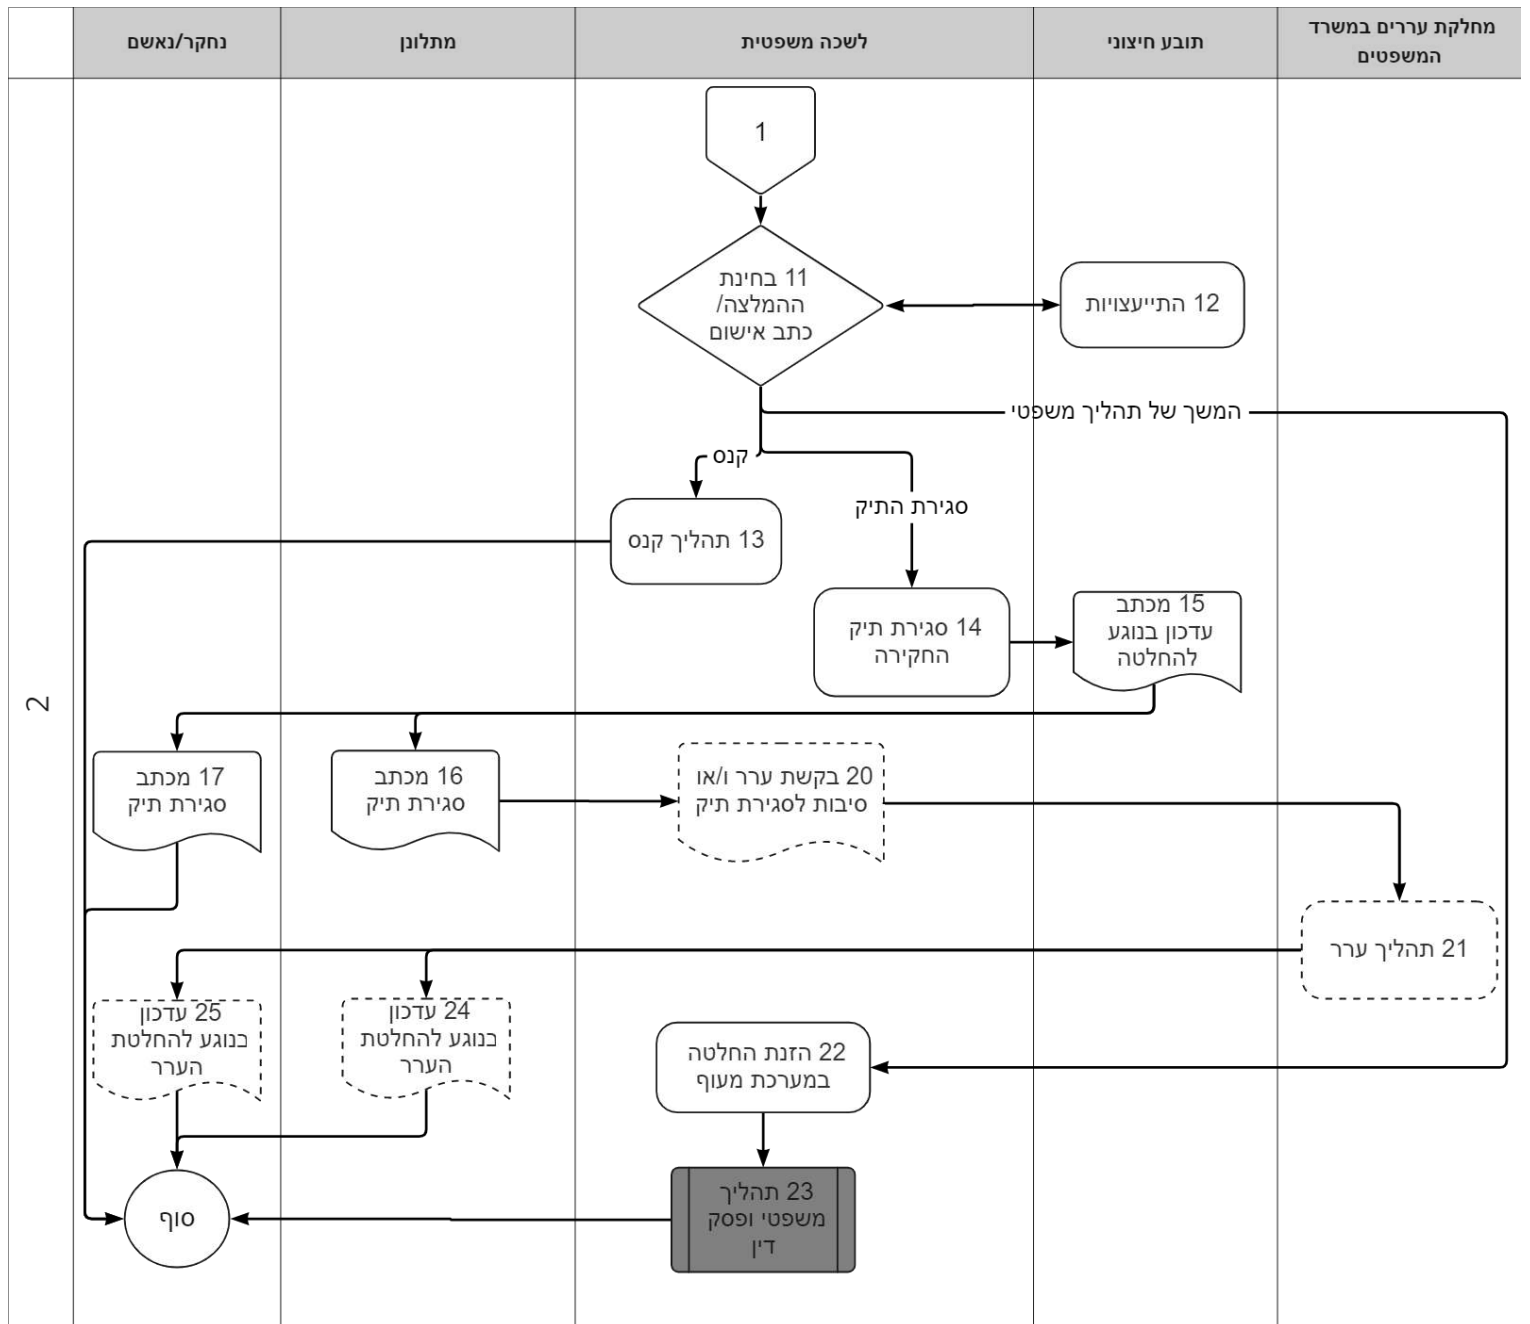 מחלקת עררים במשרד
המשפטים
תובע חיצוני
לשכה משפטית
מתלונן
נחקר/נאשם
2
1
11 בחינת
ההמלצה/
כתב אישום
12 התייעצויות
המשך של תהליך משפטי
קנס
סגירת התיק
13 תהליך קנס
14 סגירת תיק
החקירה
15 מכתב
עדכון בנוגע
להחלטה
20 בקשת ערר ו/או
סיבות לסגירת תיק
16 מכתב
סגירת תיק
17 מכתב
סגירת תיק
21 תהליך ערר
22 הזנת החלטה
במערכת מעוף
24 עדכון
בנוגע להחלטת
הערר
25 עדכון
בנוגע להחלטת
הערר
23 תהליך
משפטי ופסק
דין
סוף